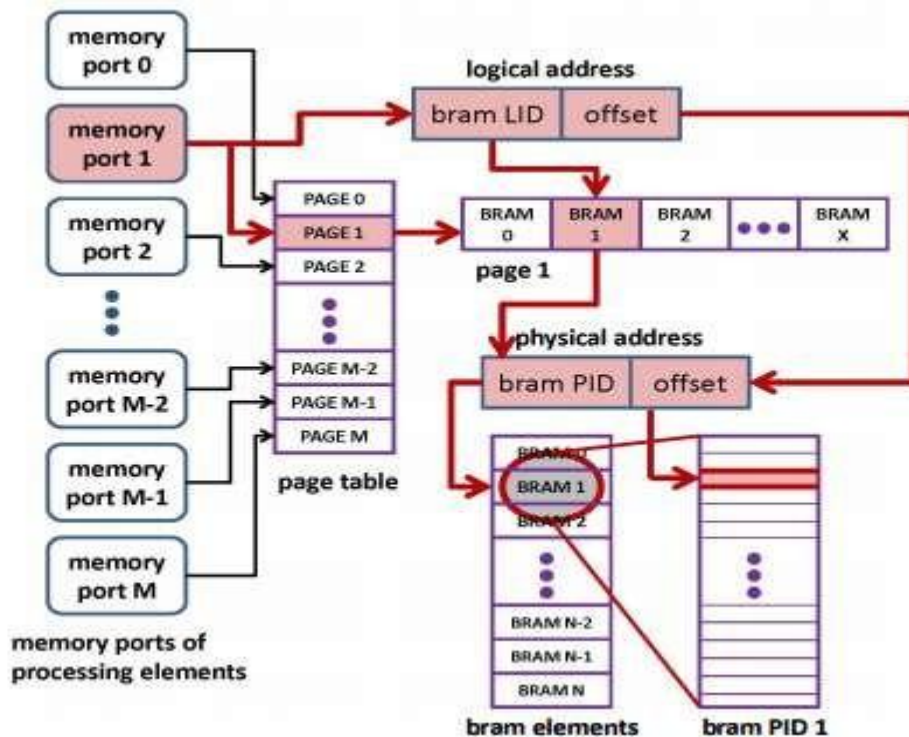 memory
port 0
memory
port 1
memory
port 2
memory
port M-2
memory
port M-1
memory
port M
memory ports of
processing elements
PAGE 0
PAGE 1
PAGE 2
PAGE M-2
PAGE M-1
PAGE M
page table
logical address
bram LID offset
BRAM BRAM BRAM BRAM
0 1 2 X
page 1
physical address
bram PID offset
BRAM 0
BRAM 1
BRAM 2
BRAM N-2
BRAM N-1
BRAM N
bram elements
bram PID 1